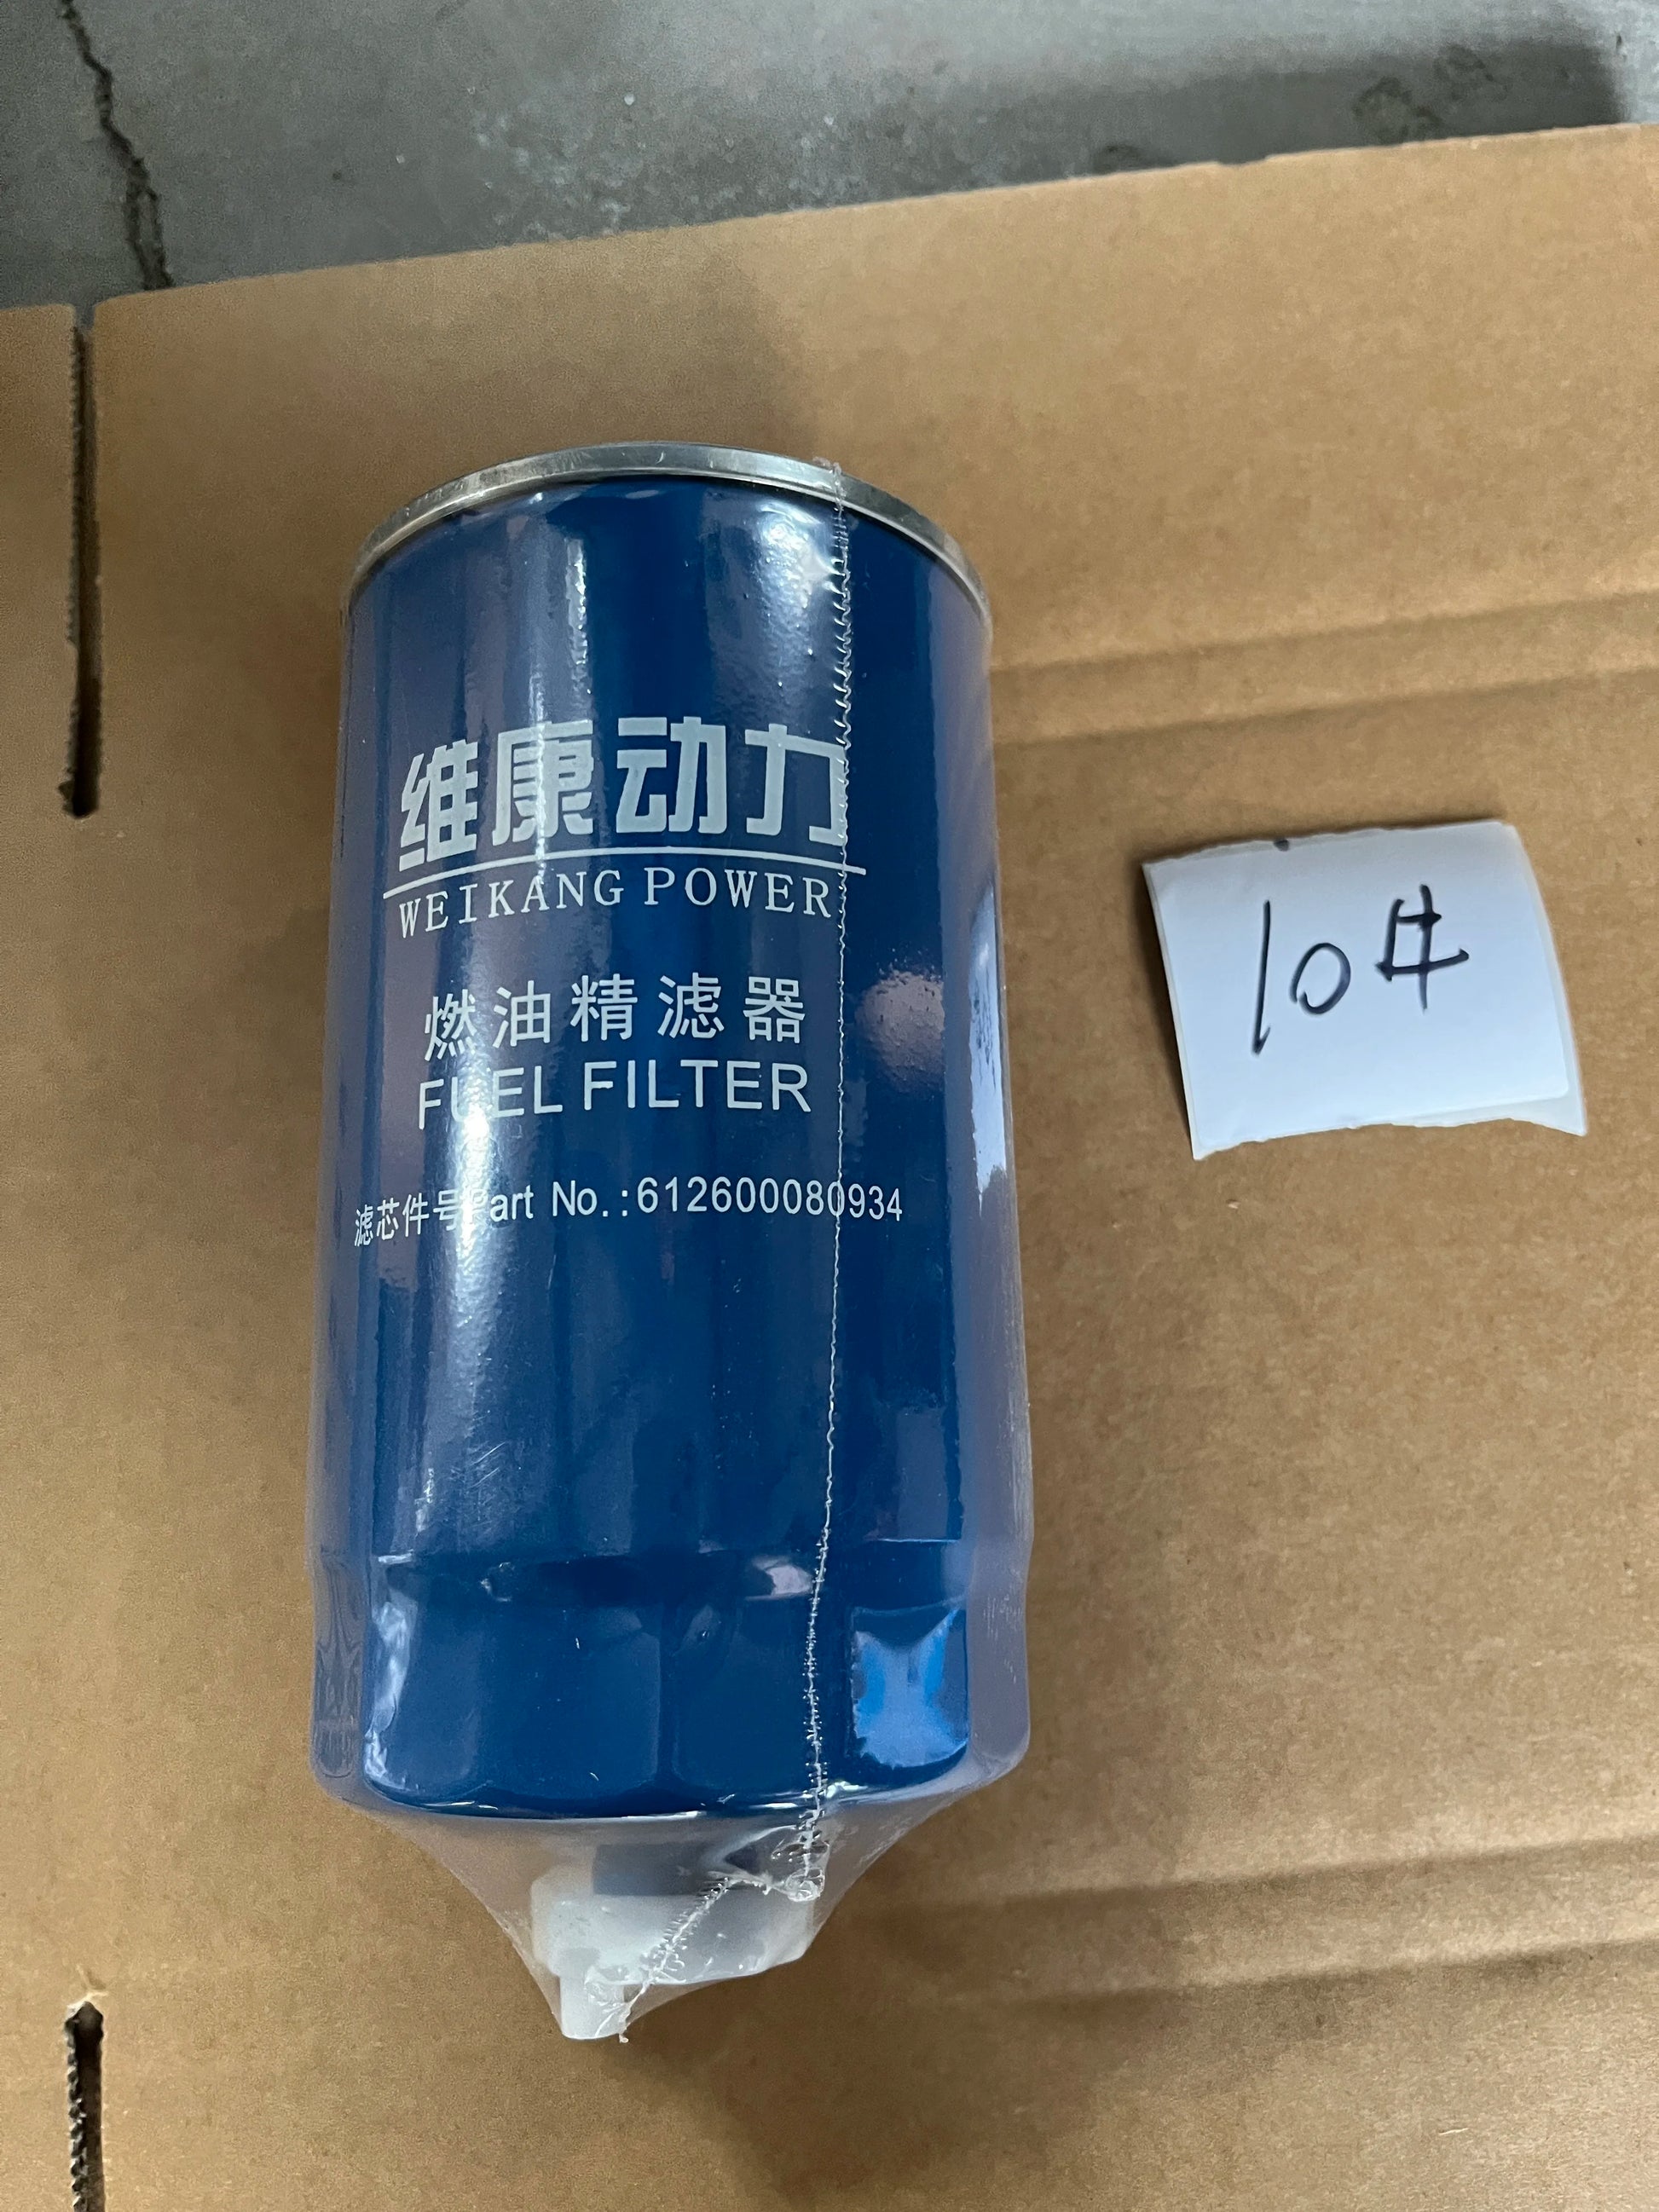 维康动力
WEIKANG POWER
燃油精滤器
FUEL FILTER
滤芯件号Part No.:612600080934
10#